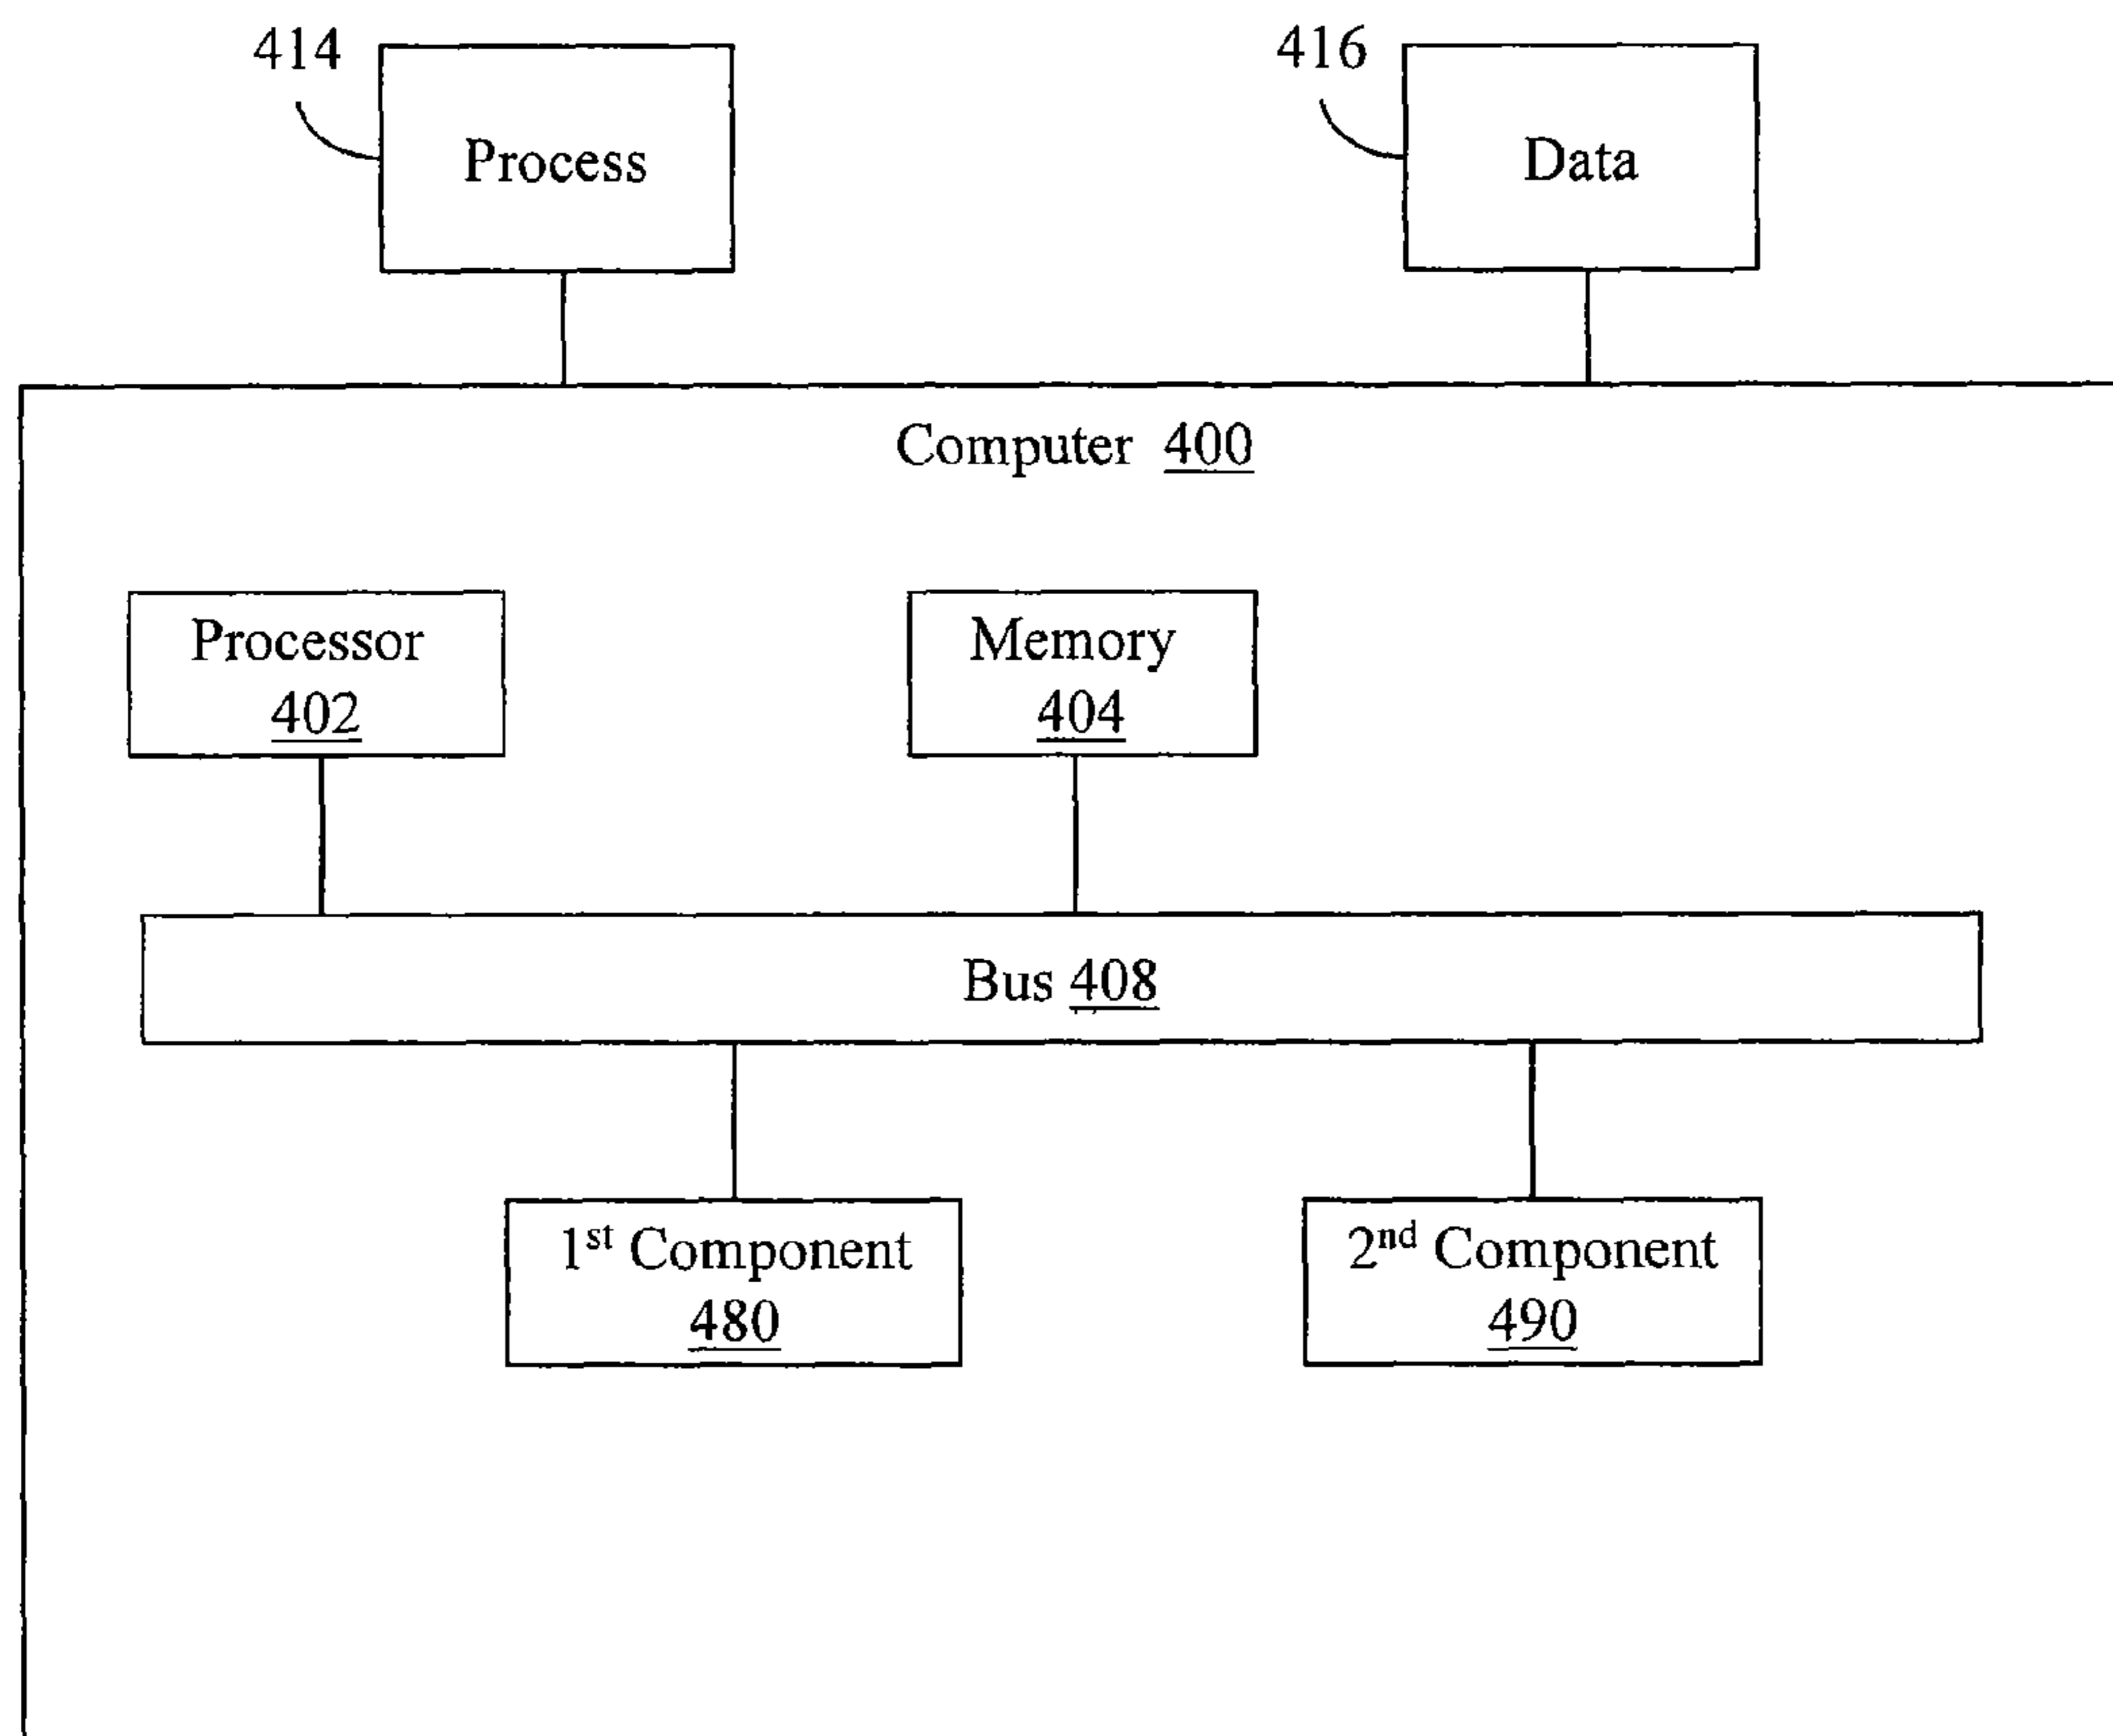 414
416
Process
Data
Computer 400
Processor
402
Memory
404
Bus 408
1st Component
480
2nd Component
490